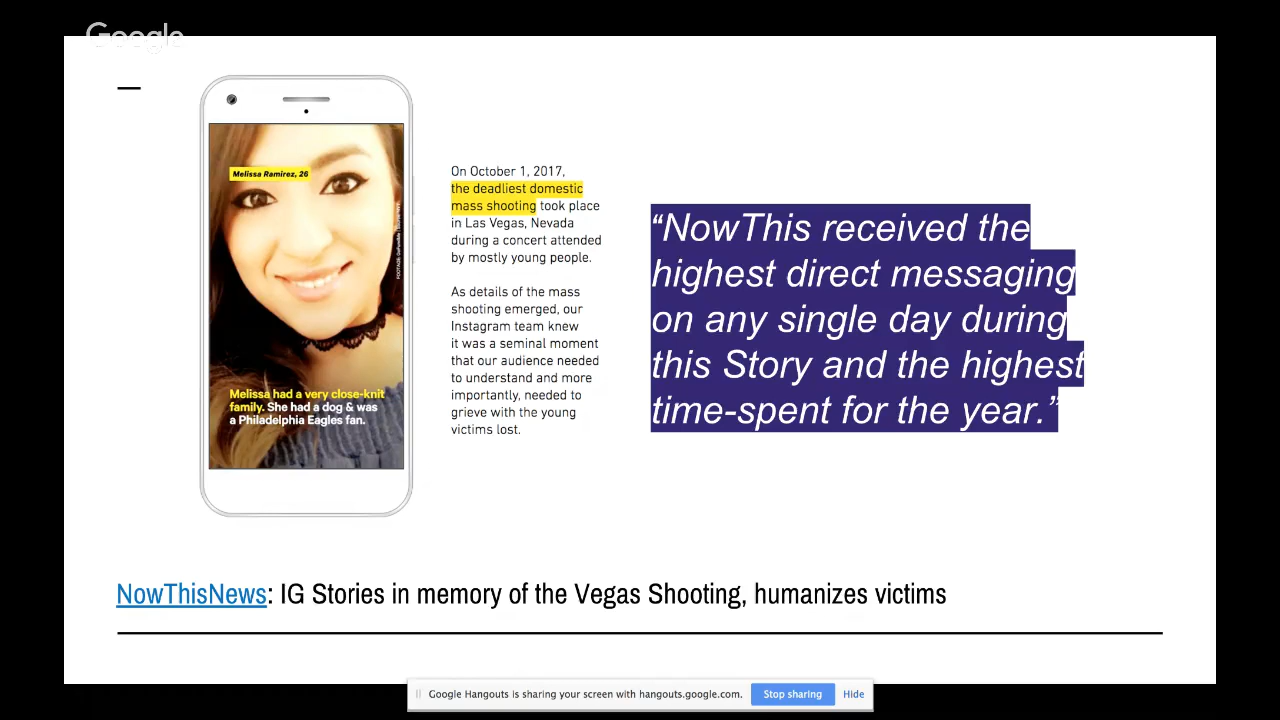 Google
Melissa Ramirez, 26
Melissa had a very close-knit
family. She had a dog & was
a Philadelphia Eagles fan.
On October 1, 2017,
the deadliest domestic
mass shooting took place
in Las Vegas, Nevada
during a concert attended
by mostly young people.
As details of the mass
shooting emerged, our
Instagram team knew
it was a seminal moment
that our audience needed
to understand and more
importantly, needed to
grieve with the young
victims lost.
“NowThis received the
highest direct messaging
on any single day during
this Story and the highest
time-spent for the year.”
NowThisNews: IG Stories in memory of the Vegas Shooting, humanizes victims
Google Hangouts is sharing your screen with hangouts.google.com. Stop sharing Hide